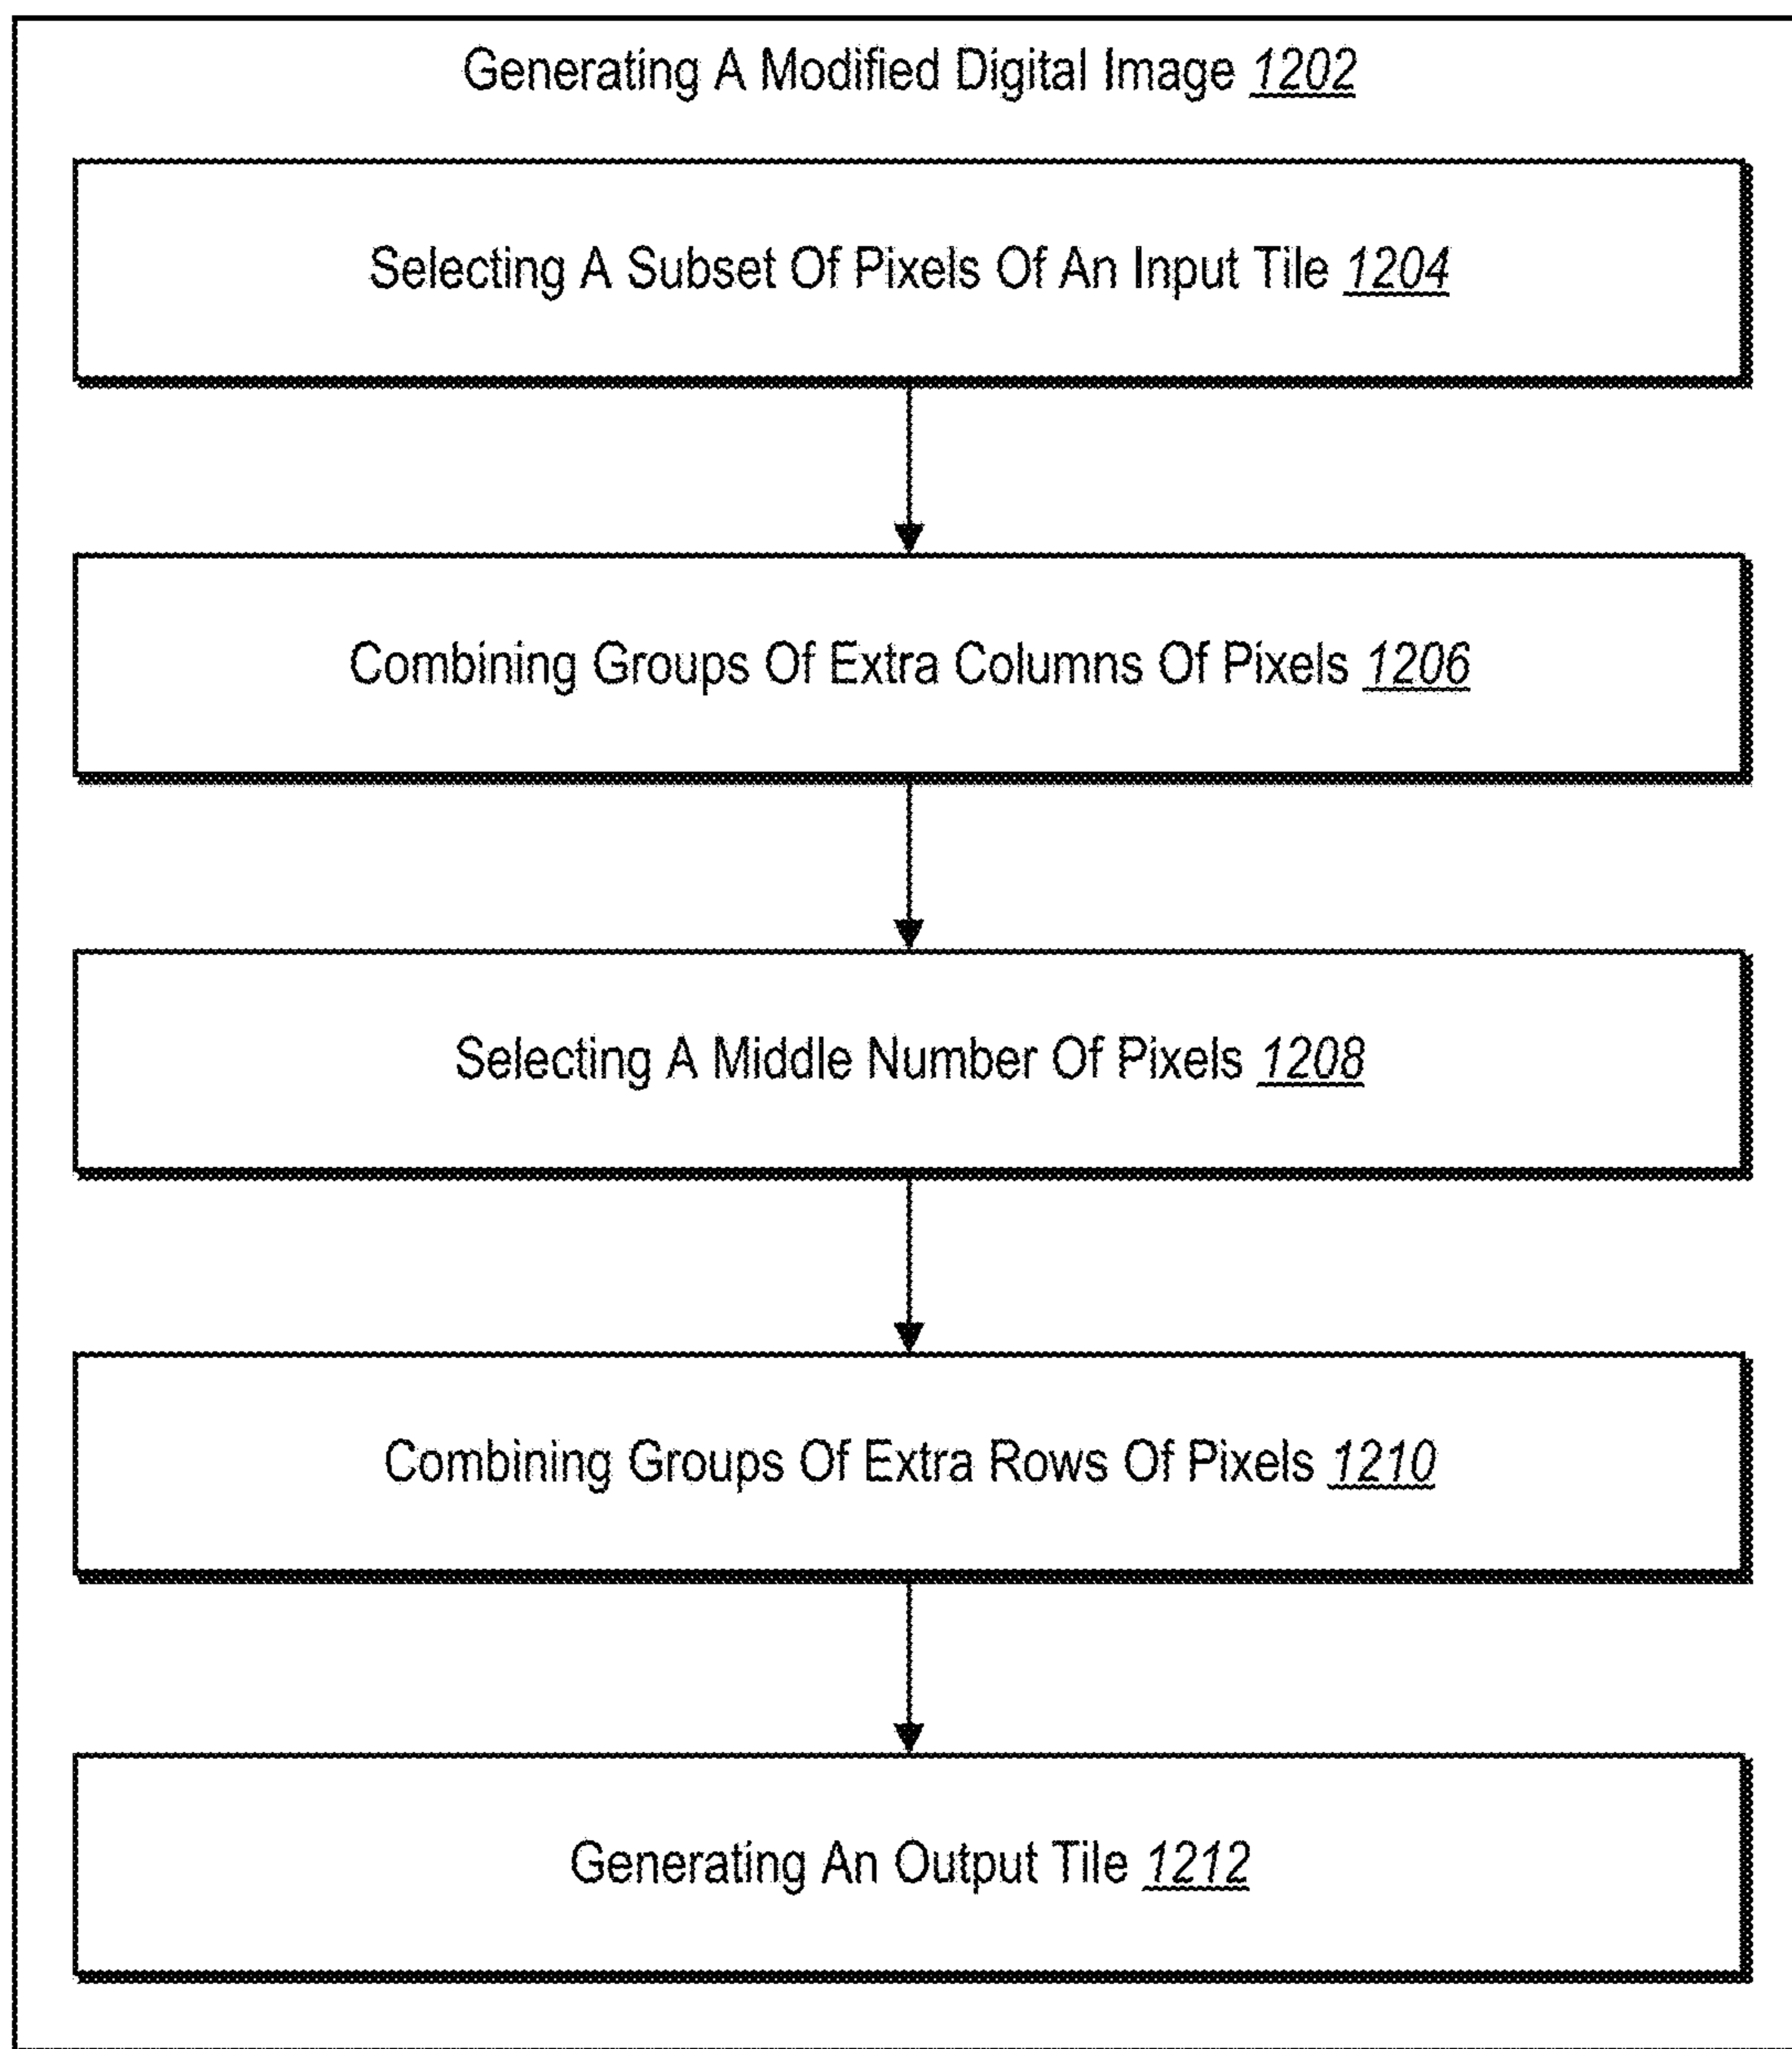 Generating A Modified Digital Image 1202
Selecting A Subset Of Pixels Of An Input Tile 1204
Combining Groups Of Extra Columns Of Pixels 1206
Selecting A Middle Number Of Pixels 1208
Combining Groups Of Extra Rows Of Pixels 1210
Generating An Output Tile 1212